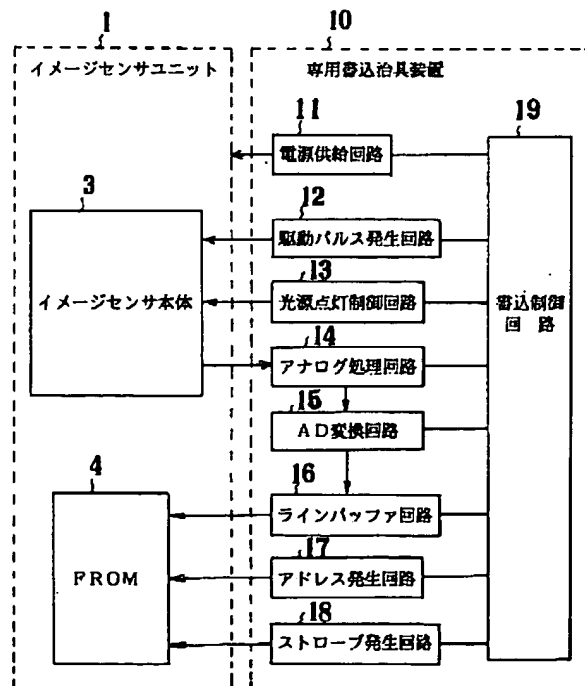 1
10
イメージセンサユニット
専用書込治具装置
11
19
電源供給回路
3
12
駆動パルス発生回路
13
イメージセンサ本体
光源点灯制御回路
書込制御
回 路
14
アナログ処理回路
15
AD変換回路
4
16
ラインバッファ回路
17
FROM
アドレス発生回路
18
ストローブ発生回路